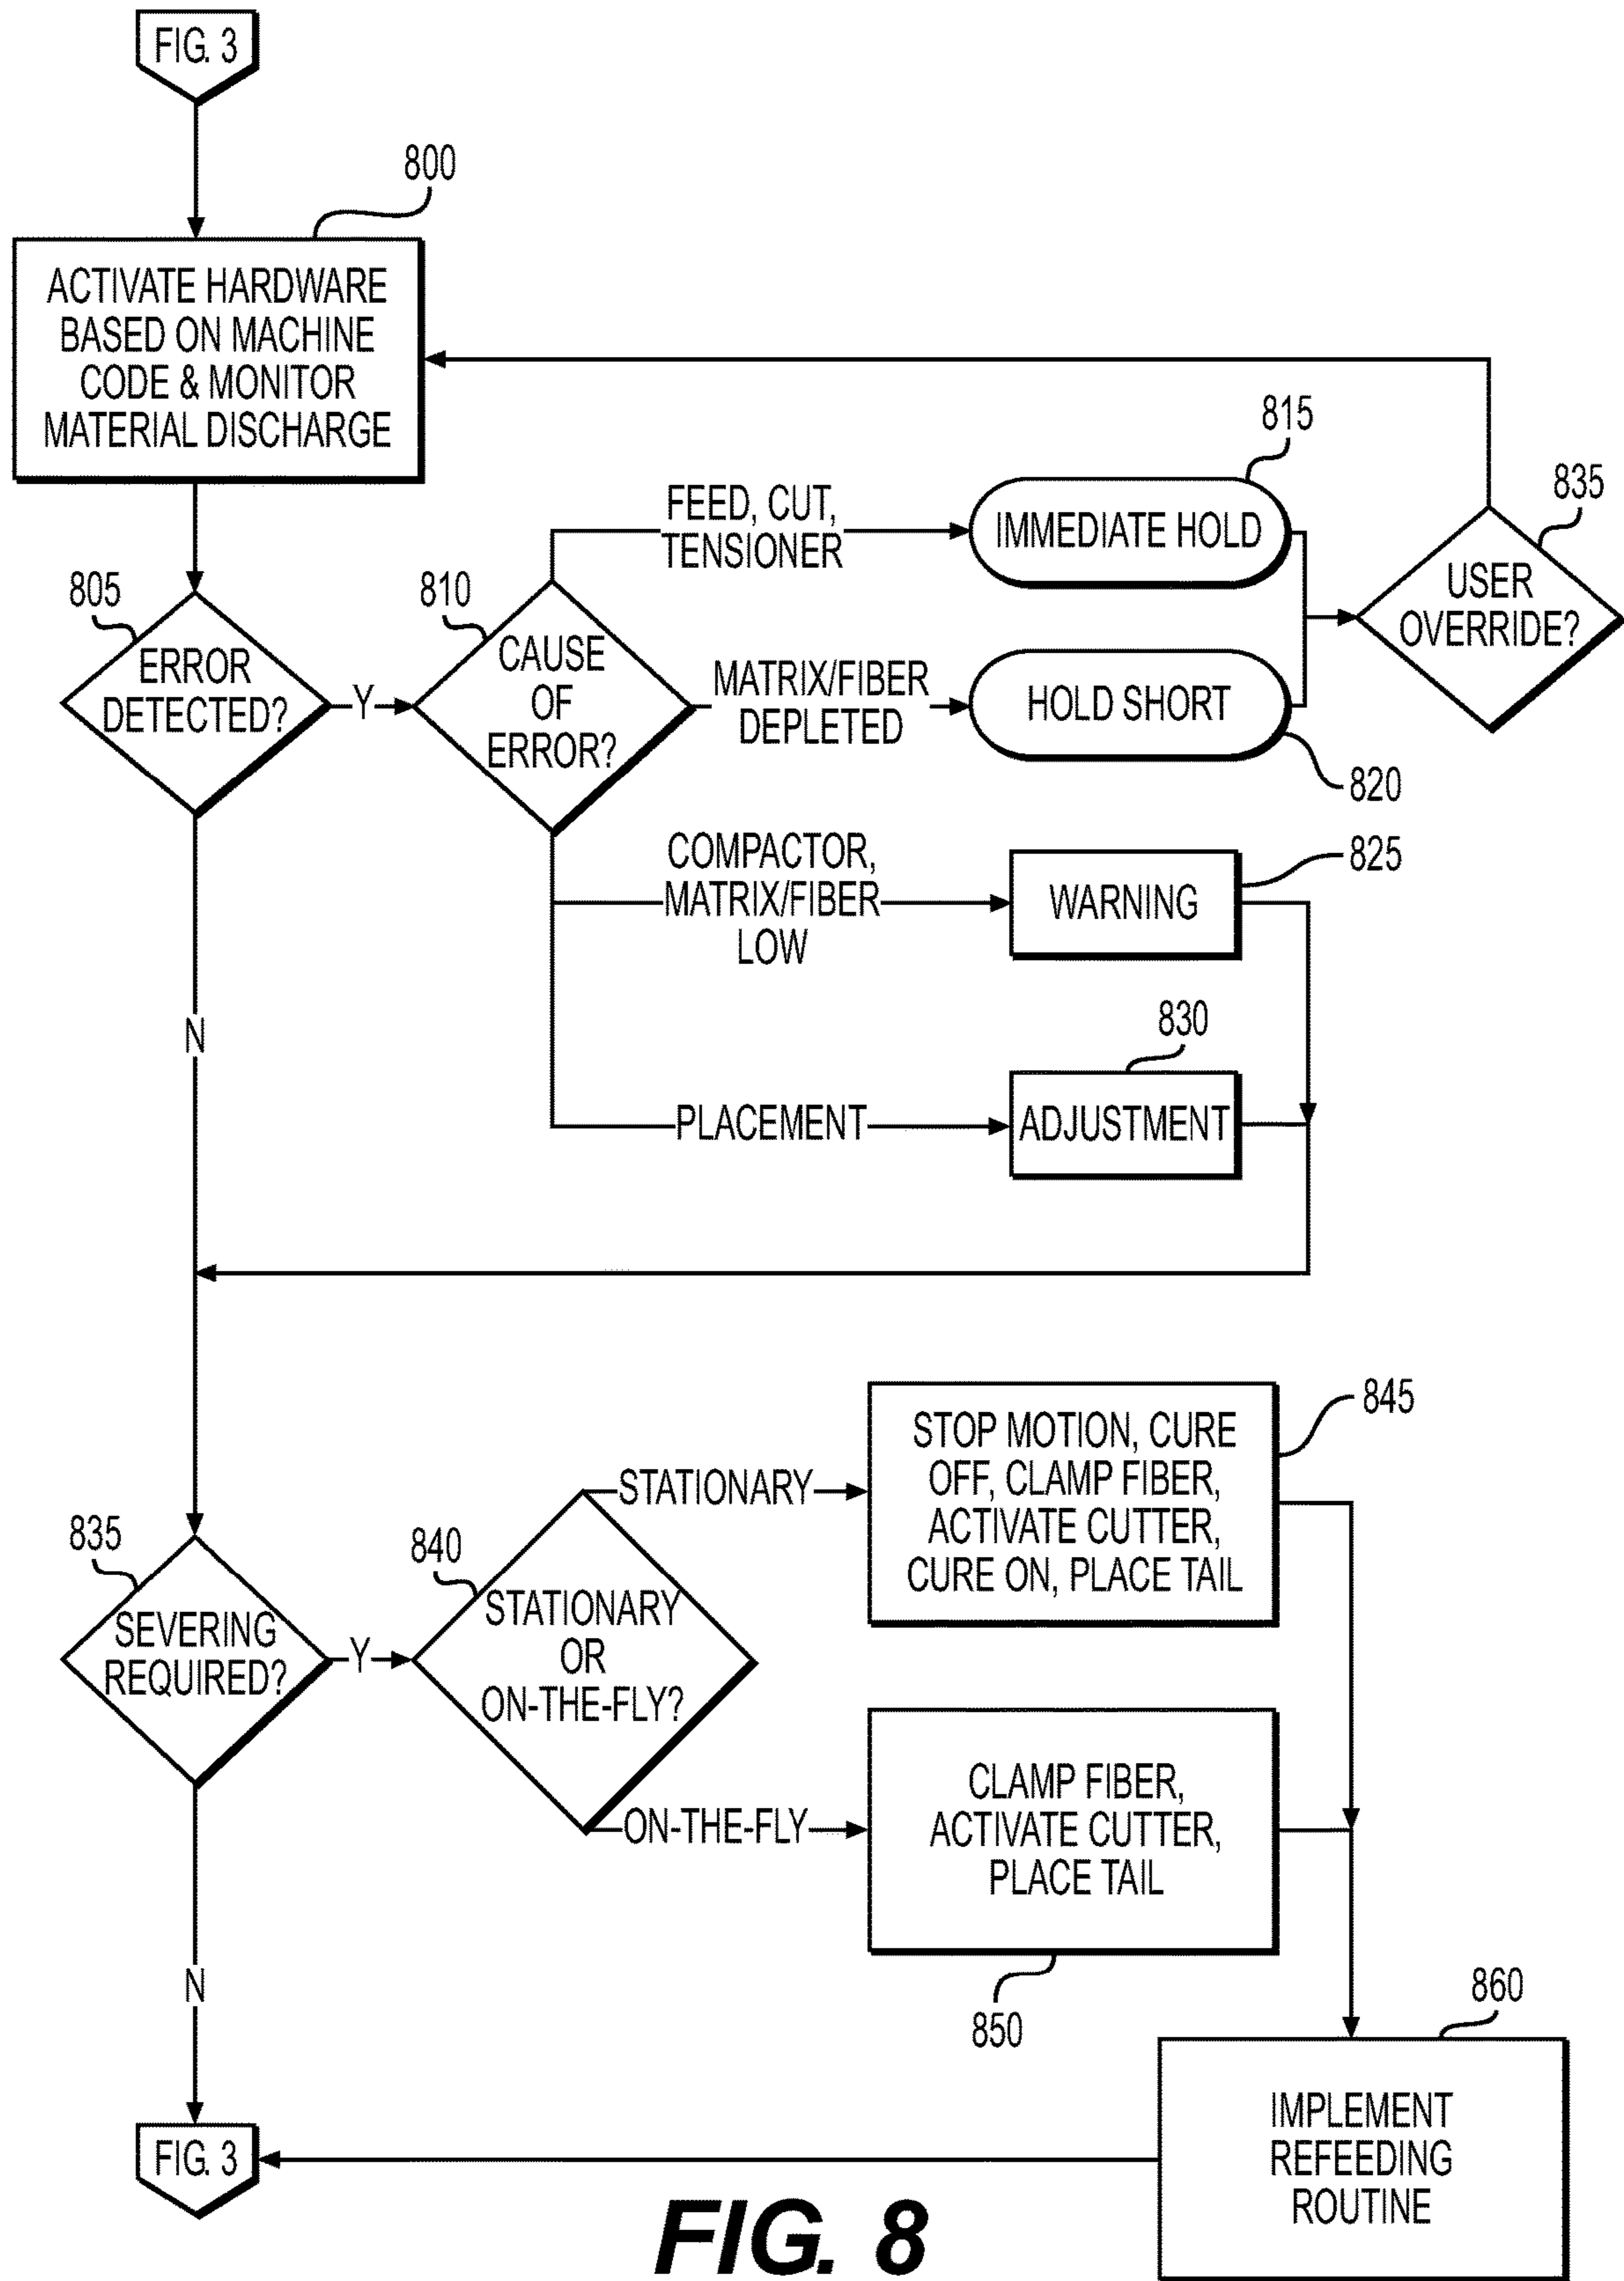 FIG. 3
800
ACTIVATE HARDWARE
BASED ON MACHINE
CODE & MONITOR
MATERIAL DISCHARGE
805
ERROR
DETECTED?
Y
N
810
CAUSE
OF
ERROR?
FEED, CUT,
TENSIONER
815
IMMEDIATE HOLD
MATRIX/FIBER
DEPLETED
HOLD SHORT
820
835
USER
OVERRIDE?
COMPACTOR,
MATRIX/FIBER
LOW
WARNING
825
PLACEMENT
830
ADJUSTMENT
835
SEVERING
REQUIRED?
Y
N
840
STATIONARY
OR
ON-THE-FLY?
STATIONARY
845
STOP MOTION, CURE
OFF, CLAMP FIBER,
ACTIVATE CUTTER,
CURE ON, PLACE TAIL
ON-THE-FLY
CLAMP FIBER,
ACTIVATE CUTTER,
PLACE TAIL
850
860
IMPLEMENT
REFEEDING
ROUTINE
FIG. 3
FIG. 8